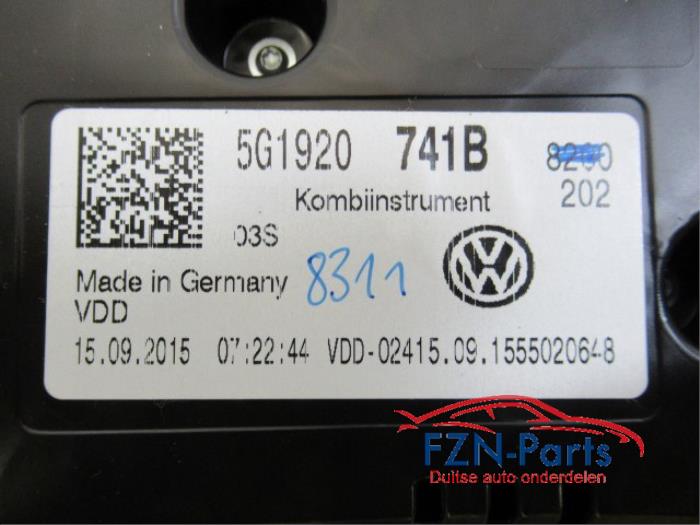 5G1920 741B 8200
Kombiinstrument 202
03S
8311
Made in Germany
VDD
15.09.2015 07:22:44 VDD-02415.09.1555020648
FZN-Parts
Duitse auto onderdelen